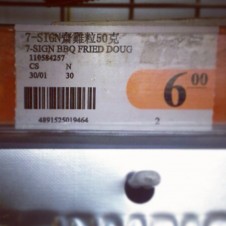 7-SIGN齋雞粒50克
7-SIGN BBQ FRIED DOUG
110584257
CS N
30/01 30
6.00
4891525019464 2